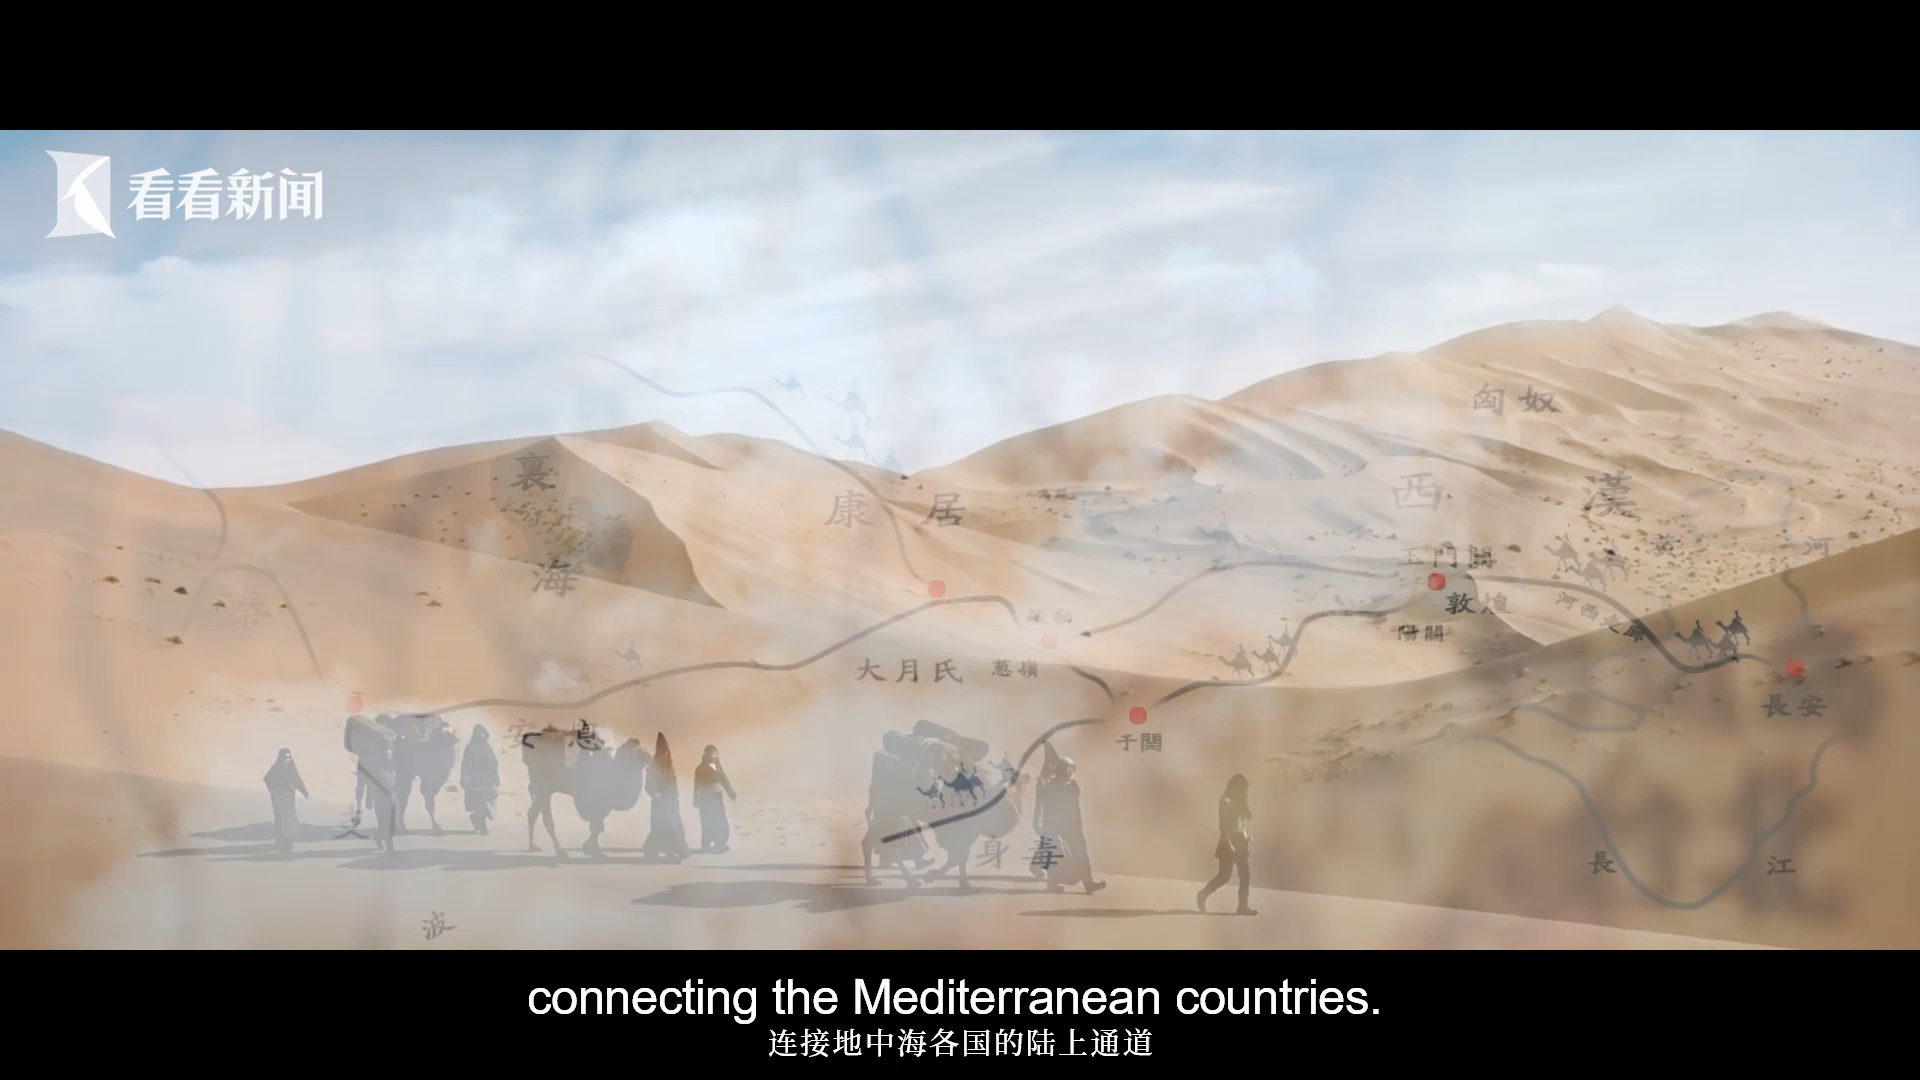 看看新闻
匈奴
裏
海
康居
西漢
河
玉門關
敦煌
陽關
河西走廊
大月氏
蔥嶺
長安
安息
于闐
身毒
長江
波
connecting the Mediterranean countries.
连接地中海各国的陆上通道